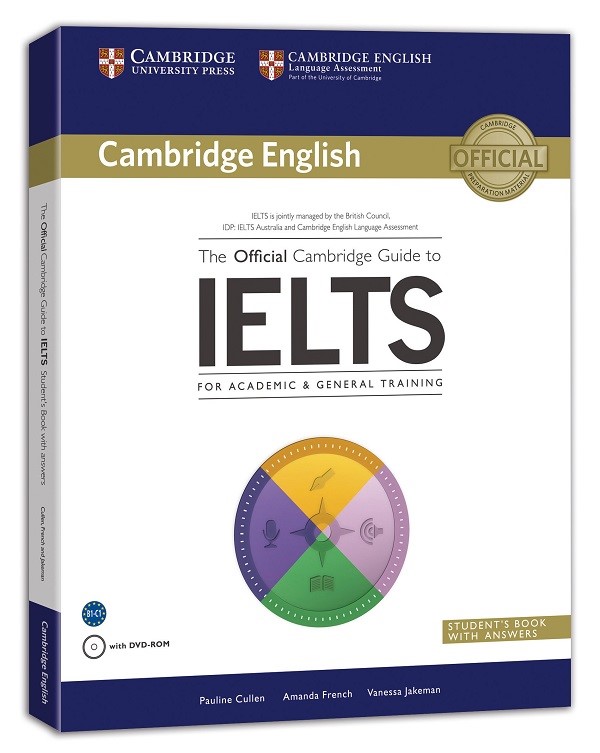 CAMBRIDGE
UNIVERSITY PRESS
CAMBRIDGE ENGLISH
Language Assessment
Part of the University of Cambridge
Cambridge English
CAMBRIDGE
OFFICIAL
PREPARATION MATERIAL
IELTS is jointly managed by the British Council,
IDP: IELTS Australia and Cambridge English Language Assessment
The Official Cambridge Guide to
IELTS
FOR ACADEMIC & GENERAL TRAINING
STUDENT'S BOOK
WITH ANSWERS
B1-C1
with DVD-ROM
Pauline Cullen Amanda French Vanessa Jakeman
The Official Cambridge Guide to IELTS Student's Book with answers
Cullen, French and Jakeman
Cambridge English